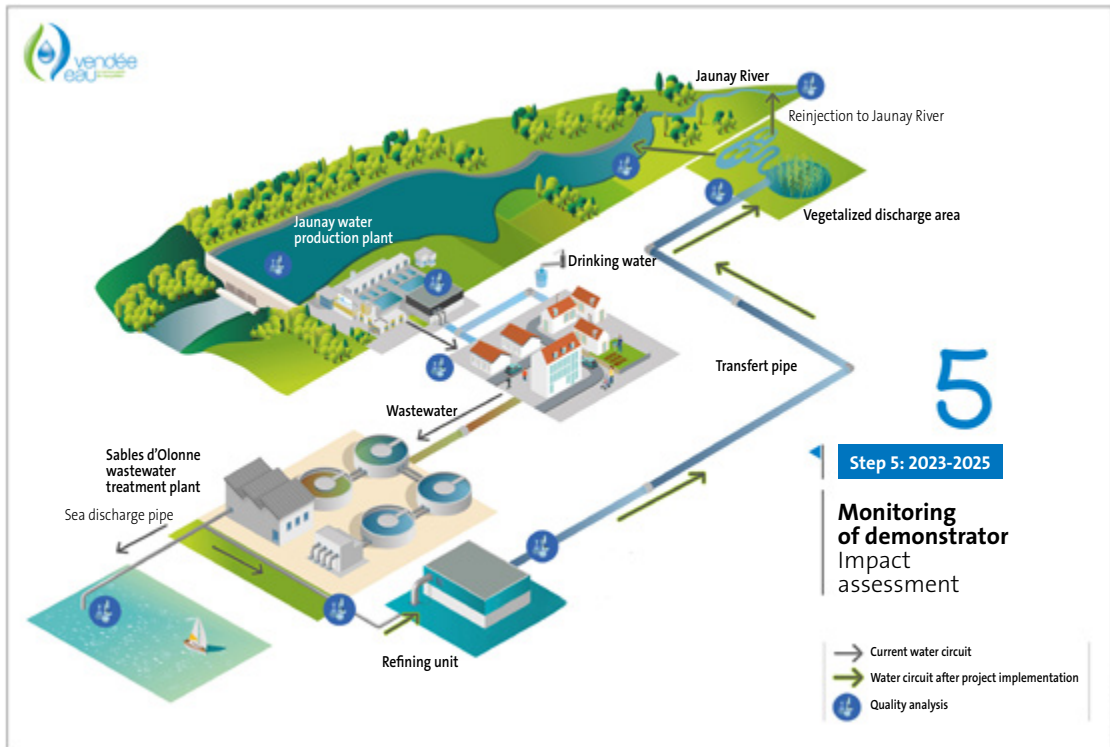 vendée
eau
Jaunay River
Reinjection to Jaunay River
Vegetalized discharge area
Jaunay water
production plant
Drinking water
Transfert pipe
Wastewater
Sables d'Olonne
wastewater
treatment plant
Sea discharge pipe
Refining unit
5
Step 5: 2023-2025
Monitoring
of demonstrator
Impact
assessment
Current water circuit
Water circuit after project implementation
Quality analysis